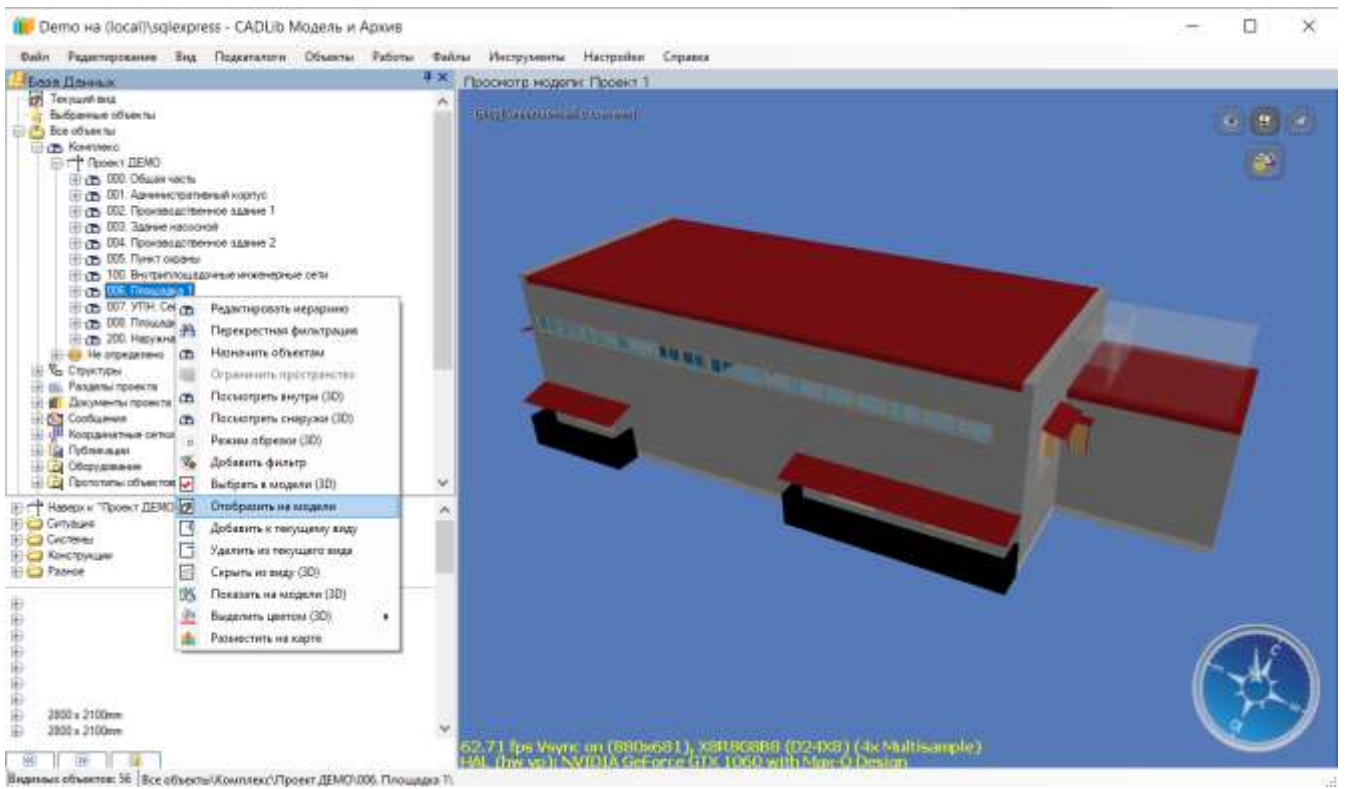 Demo на (local)\sqlexpress - CADLib Модель и Архив
Файл Редактирование Вид Подкаталоги Объекты Работы Файлы Инструменты Настройки Справка
База Данных
Просмотр модели: Проект 1
Текущий вид
Выбранные объекты
Все объекты
Комплекс
Проект ДЕМО
000. Общая часть
001. Административный корпус
002. Производственное здание 1
003. Здание насосной
004. Производственное здание 2
005. Пункт охраны
100. Внутриплощадочные инженерные сети
006. Площадка 1
007. УПН.
008.
200.
Не определено
Структуры
Разделы проекта
Документы проекта
Сообщения
Координатные
Публикации
Оборудование
Прототипы
Редактировать иерархию
Перекрестная фильтрация
Назначить объектам
Ограничить пространство
Посмотреть внутри (3D)
Посмотреть снаружи (3D)
Режим обрезки (3D)
Добавить фильтр
Выбрать в модели (3D)
Отобразить на модели
Добавить к текущему виду
Удалить из текущего вида
Скрыть из виду (3D)
Показать на модели (3D)
Выделить цветом (3D)
Разместить на карте
Наверх к "Проект ДЕМО
Ситуация
Системы
Конструкции
Разное
2800 x 2100mm
2800 x 2100mm
62.71 fps Vsync on (880x681), X8R8G8B8 (D24X8) (4x Multisample)
HAL (hw vp): NVIDIA GeForce GTX 1060 with Max-Q Design
Видимых объектов: 56 Все объекты\Комплекс\Проект ДЕМО\006. Площадка 1\